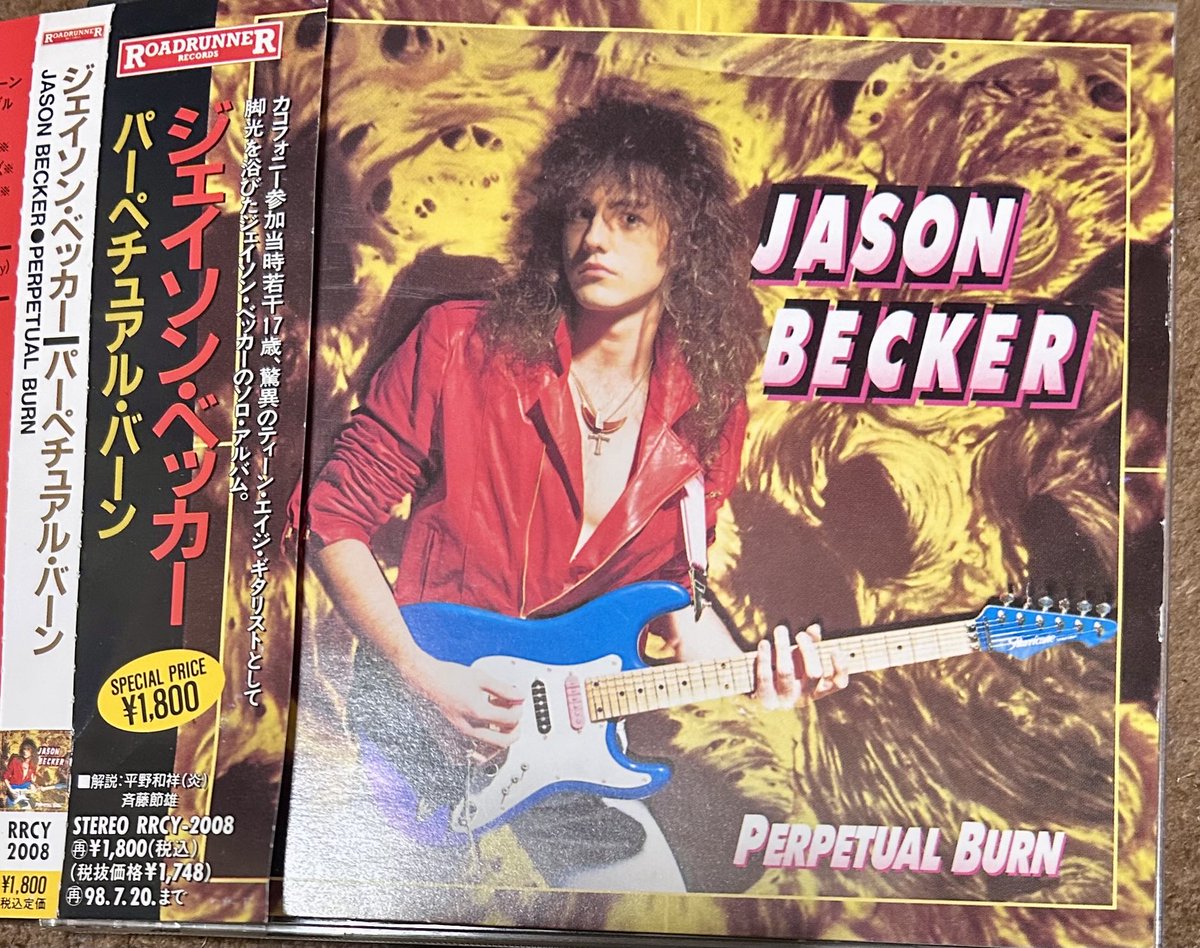 ROADRUNNER
RECORDS
ジェイソン・ベッカー|パーペチュアル・バーン
JASON BECKER●PERPETUAL BURN
RRCY
2008
¥1,800
税込定価
ROADRUNNER
RECORDS
カコフォニー参加当時若干17歳、驚異のティーン・エイジ・ギタリストとして
脚光を浴びたジェイソン・ベッカーのソロ・アルバム。
ジェイソン・ベッカー
パーペチュアル・バーン
SPECIAL PRICE
¥1,800
■解説:平野和祥(炎)
斉藤節雄
STEREO RRCY-2008
再¥1,800(税込)
(税抜価格¥1,748)
再98.7.20.まで
JASON
BECKER
PERPETUAL BURN
JASON
BECKER